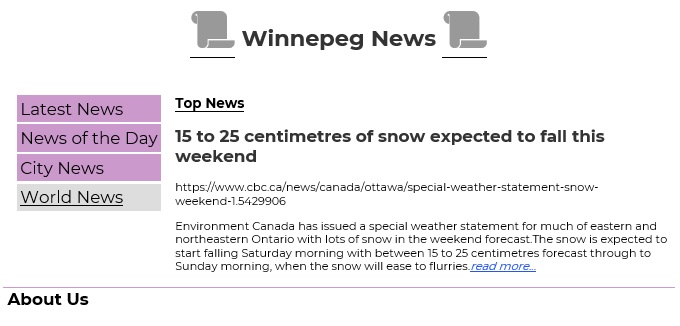 Winnepeg News
Latest News
News of the Day
City News
World News
Top News
15 to 25 centimetres of snow expected to fall this
weekend
https://www.cbc.ca/news/canada/ottawa/special-weather-statement-snow-
weekend-1.5429906
Environment Canada has issued a special weather statement for much of eastern and
northeastern Ontario with lots of snow in the weekend forecast.The snow is expected to
start falling Saturday morning with between 15 to 25 centimetres forecast through to
Sunday morning, when the snow will ease to flurries.read more...
About Us